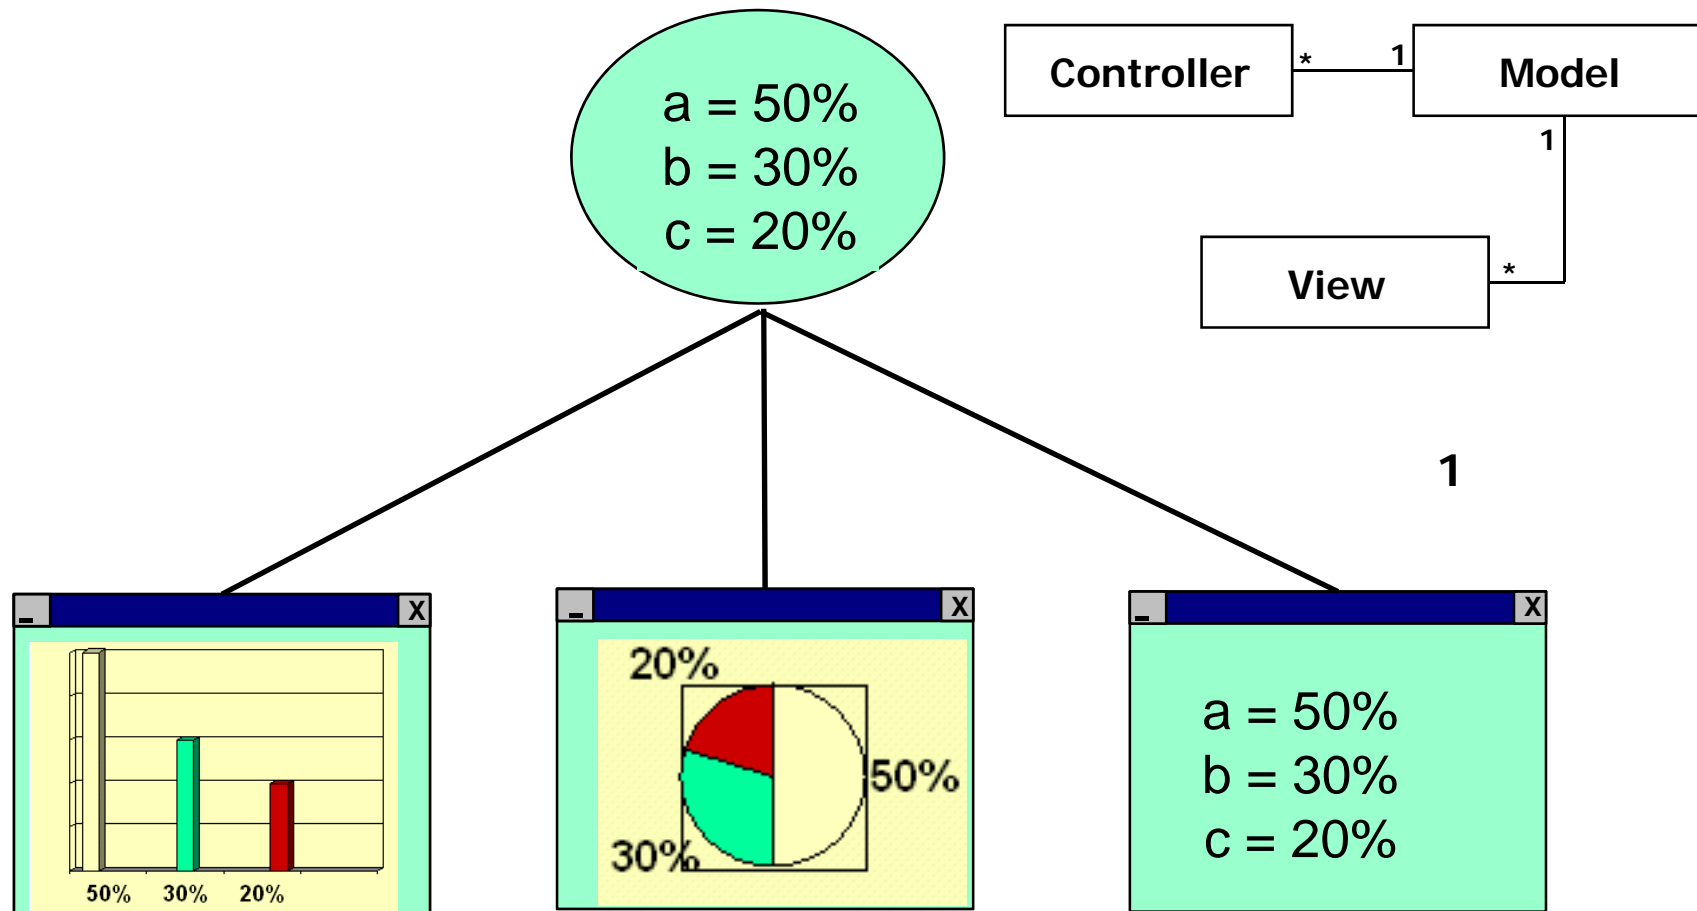 a = 50%
b = 30%
c = 20%
Controller
*
1
Model
1
View
*
1
_
X
50% 30% 20%
_
X
20%
50%
30%
_
X
a = 50%
b = 30%
c = 20%